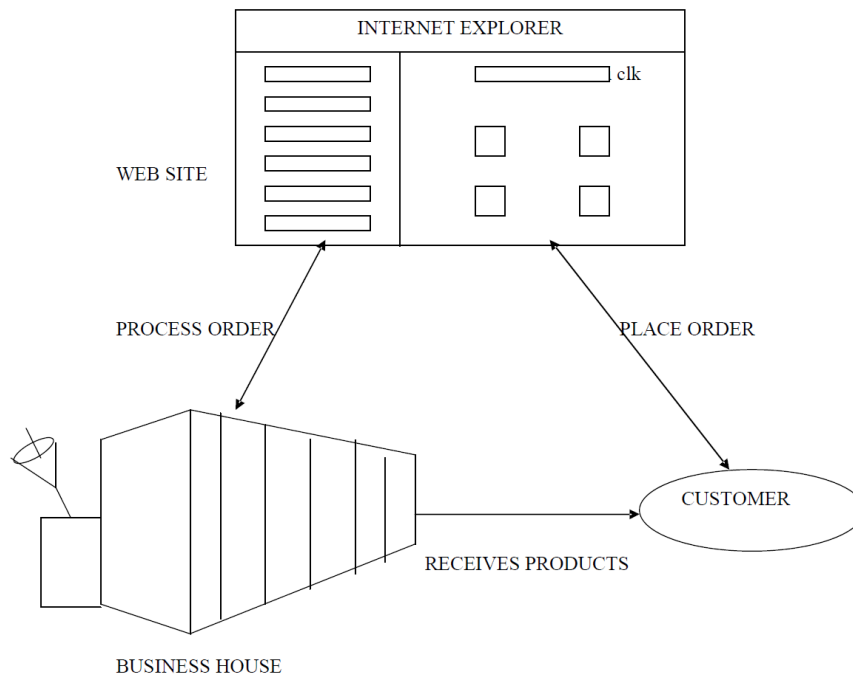 INTERNET EXPLORER
clk
WEB SITE
PROCESS ORDER
PLACE ORDER
CUSTOMER
RECEIVES PRODUCTS
BUSINESS HOUSE